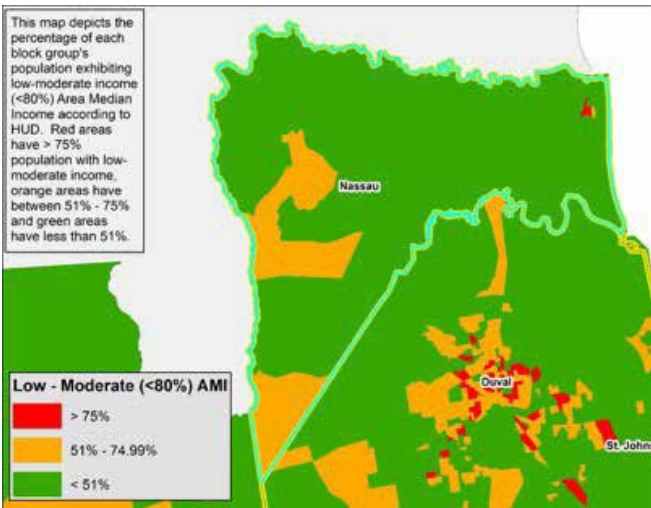 This map depicts the
percentage of each
block group's
population exhibiting
low-moderate income
(<80%) Area Median
Income according to
HUD. Red areas
have > 75%
population with low-
moderate income,
orange areas have
between 51% - 75%
and green areas
have less than 51%.
Nassau
Duval
St. Johns
Low - Moderate (<80%) AMI
> 75%
51% - 74.99%
< 51%